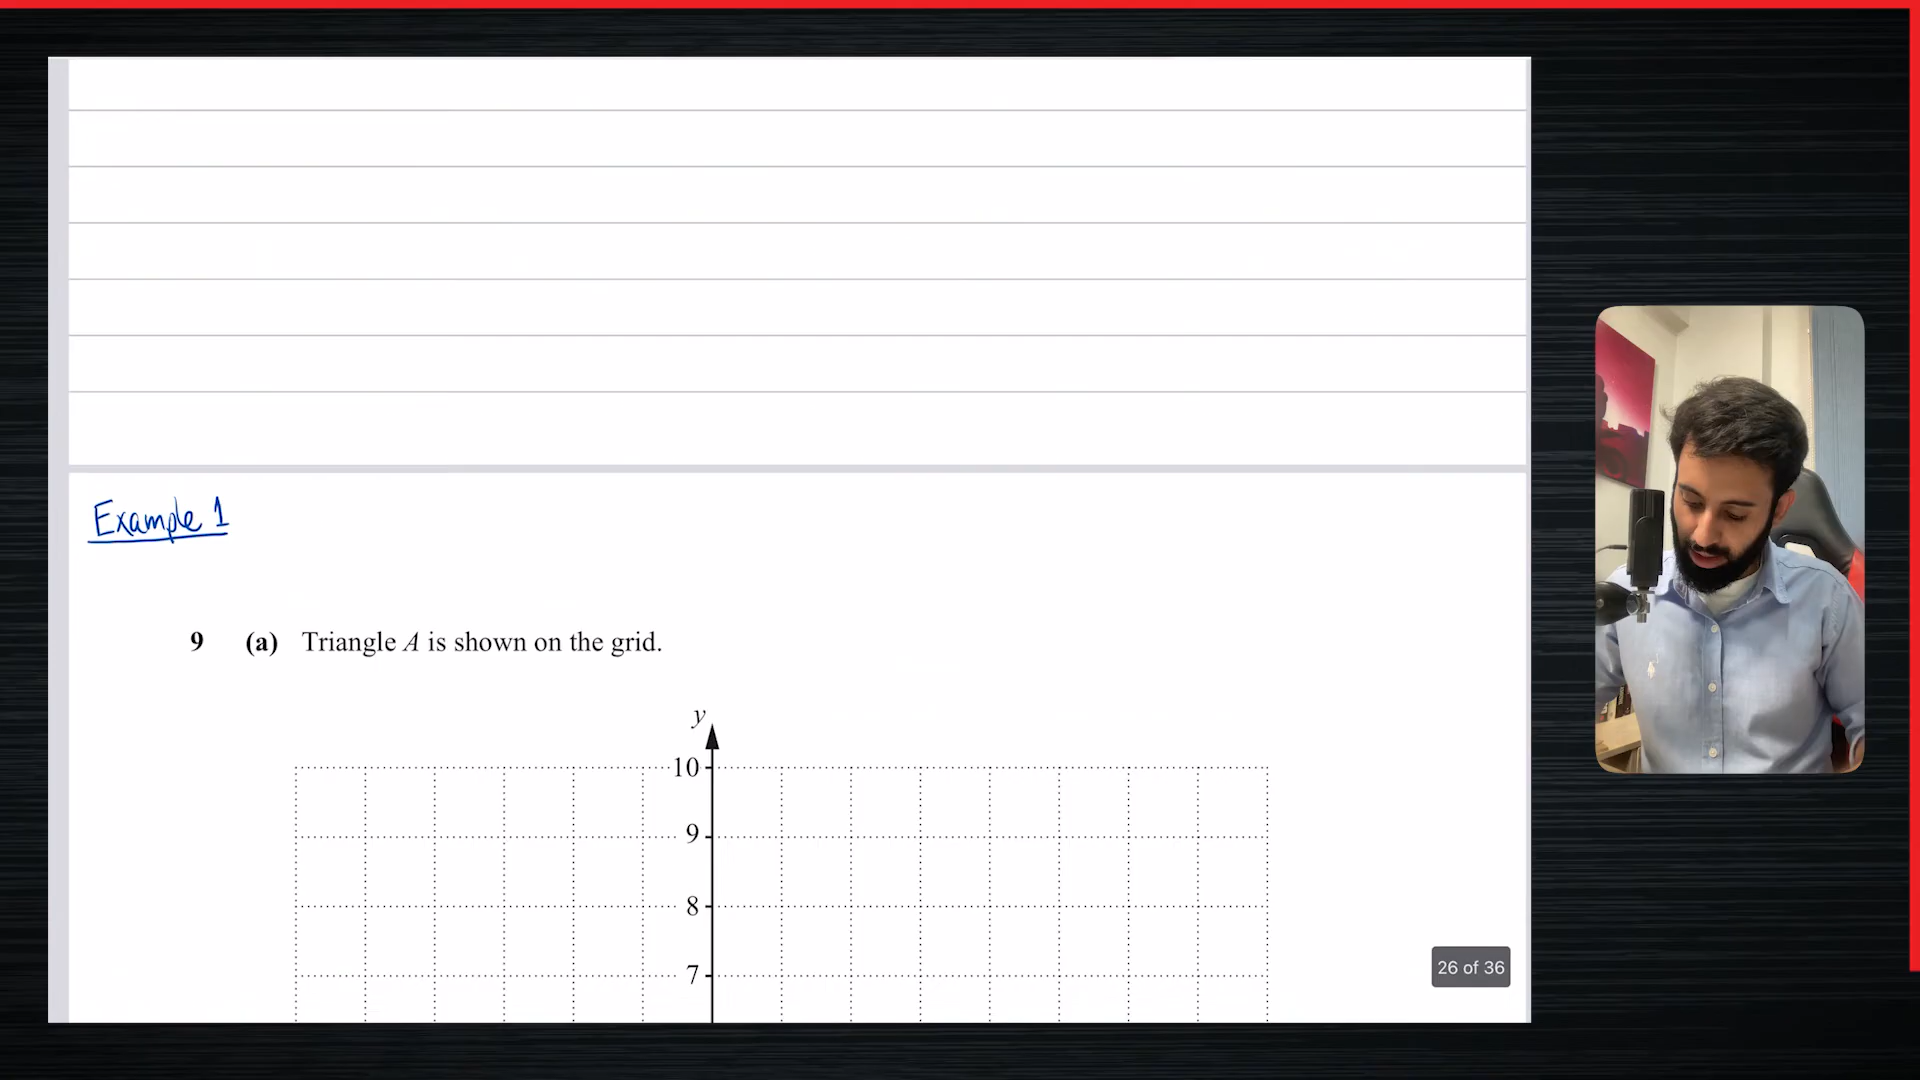 Example 1
9 (a) Triangle A is shown on the grid.
y
10
9
8
7
26 of 36